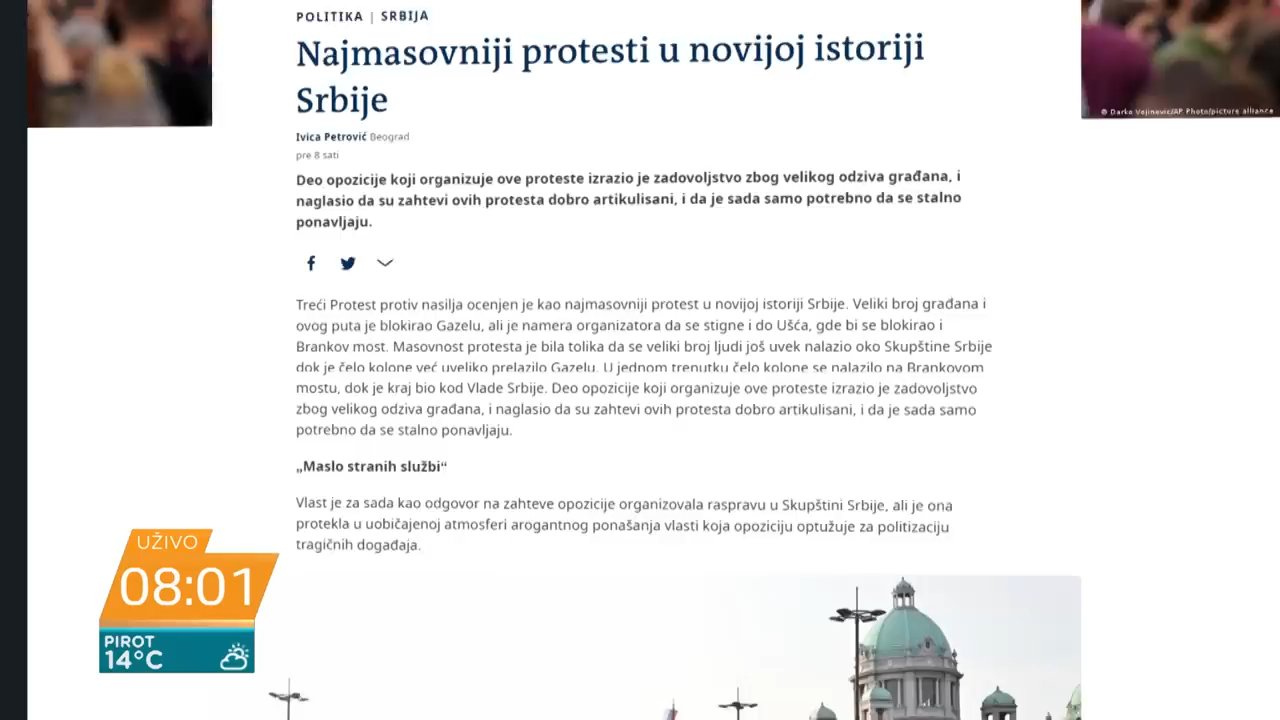 POLITIKA | SRBIJA
Najmasovniji protesti u novijoj istoriji
Srbije
© Darko Vojinovic/AP Photo/picture alliance
Ivica Petrović Beograd
pre 8 sati
Deo opozicije koji organizuje ove proteste izrazio je zadovoljstvo zbog velikog odziva građana, i
naglasio da su zahtevi ovih protesta dobro artikulisani, i da je sada samo potrebno da se stalno
ponavljaju.
Treći Protest protiv nasilja ocenjen je kao najmasovniji protest u novijoj istoriji Srbije. Veliki broj građana i
ovog puta je blokirao Gazelu, ali je namera organizatora da se stigne i do Ušća, gde bi se blokirao i
Brankov most. Masovnost protesta je bila tolika da se veliki broj ljudi još uvek nalazio oko Skupštine Srbije
dok je čelo kolone već uveliko prelazilo Gazelu. U jednom trenutku čelo kolone se nalazilo na Brankovom
mostu, dok je kraj bio kod Vlade Srbije. Deo opozicije koji organizuje ove proteste izrazio je zadovoljstvo
zbog velikog odziva građana, i naglasio da su zahtevi ovih protesta dobro artikulisani, i da je sada samo
potrebno da se stalno ponavljaju.
„Maslo stranih službi“
Vlast je za sada kao odgovor na zahteve opozicije organizovala raspravu u Skupštini Srbije, ali je ona
protekla u uobičajenoj atmosferi arogantnog ponašanja vlasti koja opoziciju optužuje za politizaciju
tragičnih događaja.
UŽIVO
08:01
PIROT
14°C